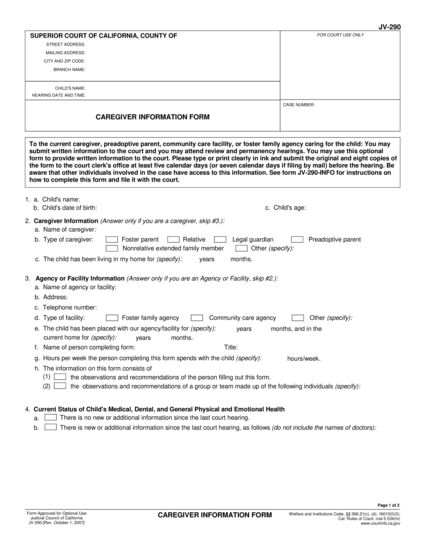 JV-290
SUPERIOR COURT OF CALIFORNIA, COUNTY OF
STREET ADDRESS:
MAILING ADDRESS:
CITY AND ZIP CODE:
BRANCH NAME:
FOR COURT USE ONLY
CHILD'S NAME:
HEARING DATE AND TIME:
CAREGIVER INFORMATION FORM
CASE NUMBER:
To the current caregiver, preadoptive parent, community care facility, or foster family agency caring for the child: You may
submit written information to the court and you may attend review and permanency hearings. You may use this optional
form to provide written information to the court. Please type or print clearly in ink and submit the original and eight copies of
the form to the court clerk's office at least five calendar days (or seven calendar days if filing by mail) before the hearing. Be
aware that other individuals involved in the case have access to this information. See form JV-290-INFO for instructions on
how to complete this form and file it with the court.
1. a. Child's name:
b. Child's date of birth: c. Child's age:
2. Caregiver Information (Answer only if you are a caregiver, skip #3.):
a. Name of caregiver:
b. Type of caregiver: Foster parent Relative Legal guardian Preadoptive parent
Nonrelative extended family member Other (specify):
c. The child has been living in my home for (specify): years months.
3. Agency or Facility Information (Answer only if you are an Agency or Facility, skip #2.):
a. Name of agency or facility:
b. Address:
c. Telephone number:
d. Type of facility: Foster family agency Community care agency Other (specify):
e. The child has been placed with our agency/facility for (specify): years months, and in the
current home for (specify): years months.
f. Name of person completing form: Title:
g. Hours per week the person completing this form spends with the child (specify): hours/week.
h. The information on this form consists of
(1) the observations and recommendations of the person filling out this form.
(2) the observations and recommendations of a group or team made up of the following individuals (specify):
4. Current Status of Child's Medical, Dental, and General Physical and Emotional Health
a. There is no new or additional information since the last court hearing.
b. There is new or additional information since the last court hearing, as follows (do not include the names of doctors):
Page 1 of 2
Form Approved for Optional Use
Judicial Council of California
JV-290 [Rev. October 1, 2007]
CAREGIVER INFORMATION FORM
Welfare and Institutions Code, §§ 366.21(c), (d), 16010(f)(3);
Cal. Rules of Court, rule 5.534(m)
www.courtinfo.ca.gov